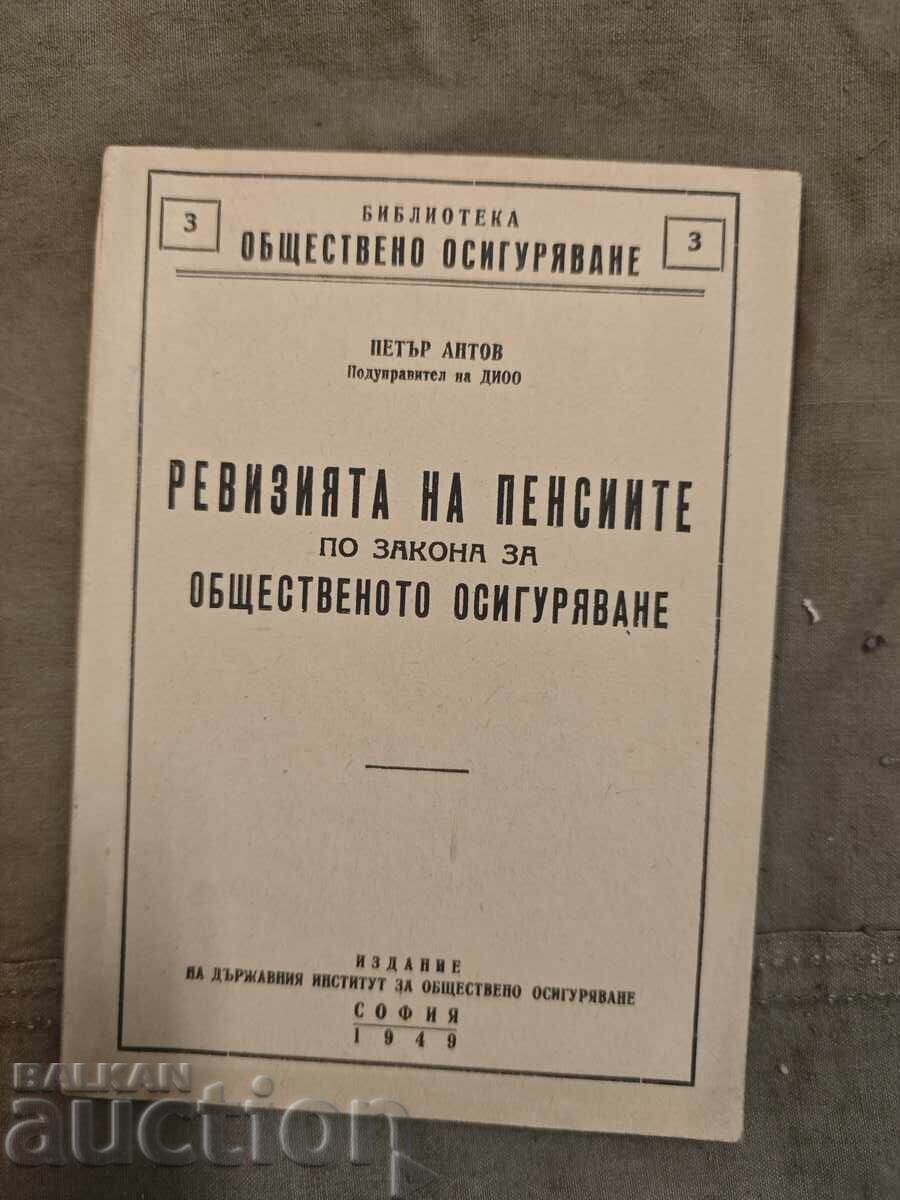 3
БИБЛИОТЕКА
ОБЩЕСТВЕНО ОСИГУРЯВАНЕ
3
ПЕТЪР АНТОВ
Подуправител на ДИОО
РЕВИЗИЯТА НА ПЕНСИИТЕ
ПО ЗАКОНА ЗА
ОБЩЕСТВЕНОТО ОСИГУРЯВАНЕ
ИЗДАНИЕ
НА ДЪРЖАВНИЯ ИНСТИТУТ ЗА ОБЩЕСТВЕНО ОСИГУРЯВАНЕ
СОФИЯ
1949
BALKAN
auction